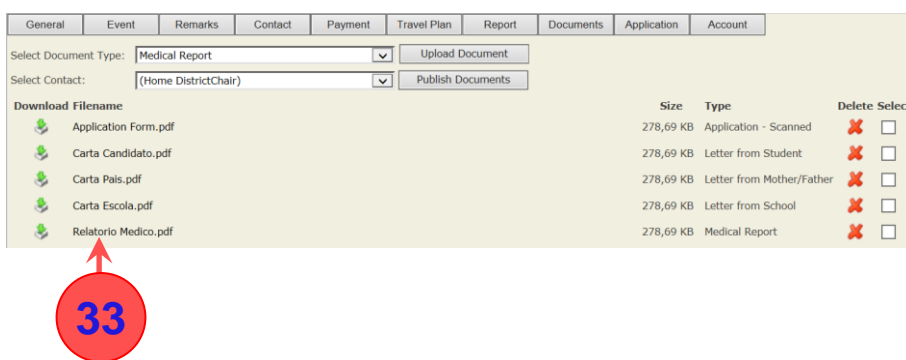 General Event Remarks Contact Payment Travel Plan Report Documents Application Account
Select Document Type: Medical Report Upload Document
Select Contact: (Home DistrictChair) Publish Documents
Download Filename Size Type Delete Selec
Application Form.pdf 278,69 KB Application - Scanned
Carta Candidato.pdf 278,69 KB Letter from Student
Carta Pais.pdf 278,69 KB Letter from Mother/Father
Carta Escola.pdf 278,69 KB Letter from School
Relatorio Medico.pdf 278,69 KB Medical Report
33